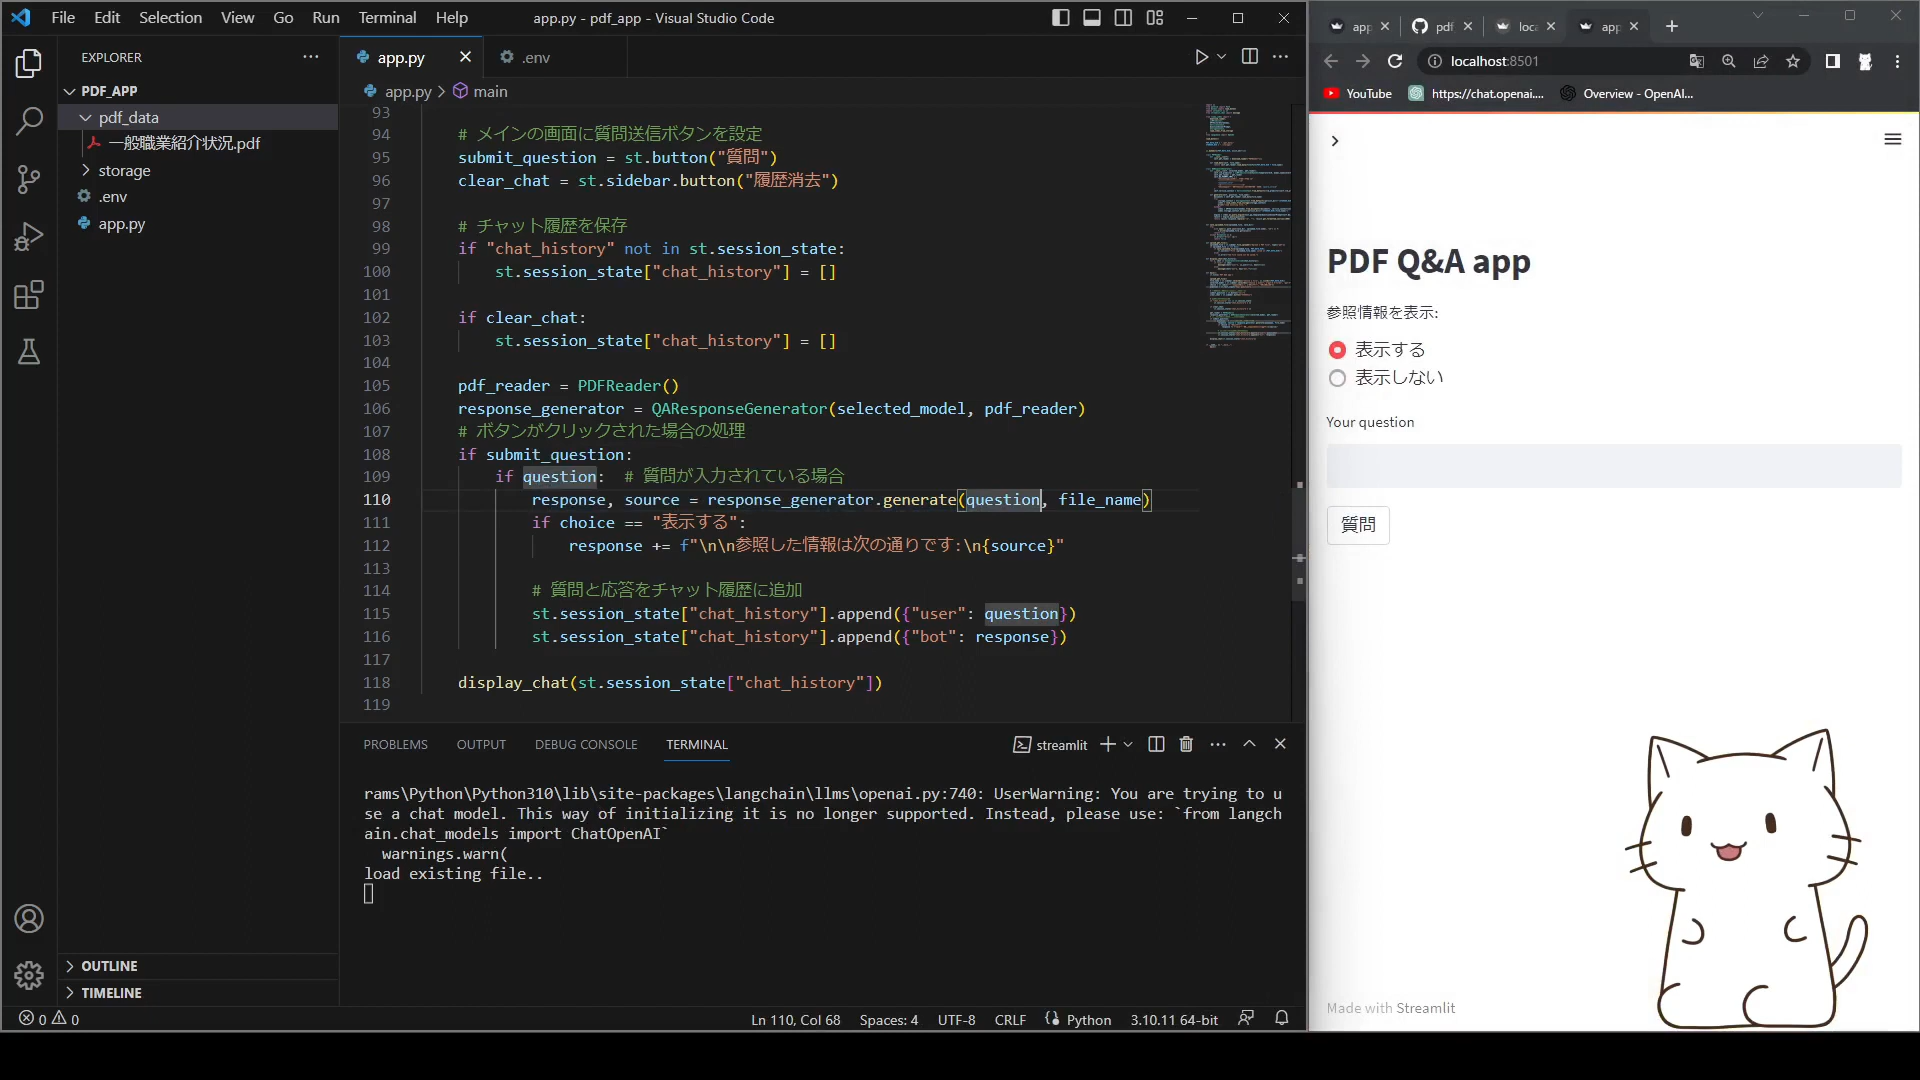 File Edit Selection View Go Run Terminal Help
app.py - pdf_app - Visual Studio Code
EXPLORER
PDF_APP
pdf_data
一般職業紹介状況.pdf
storage
.env
app.py
OUTLINE
TIMELINE
app.py
.env
app.py > main
93
94 # メインの画面に質問送信ボタンを設定
95 submit_question = st.button("質問")
96 clear_chat = st.sidebar.button("履歴消去")
97
98 # チャット履歴を保存
99 if "chat_history" not in st.session_state:
100 st.session_state["chat_history"] = []
101
102 if clear_chat:
103 st.session_state["chat_history"] = []
104
105 pdf_reader = PDFReader()
106 response_generator = QAResponseGenerator(selected_model, pdf_reader)
107 # ボタンがクリックされた場合の処理
108 if submit_question:
109 if question: # 質問が入力されている場合
110 response, source = response_generator.generate(question, file_name)
111 if choice == "表示する":
112 response += f"\n\n参照した情報は次の通りです:\n{source}"
113
114 # 質問と応答をチャット履歴に追加
115 st.session_state["chat_history"].append({"user": question})
116 st.session_state["chat_history"].append({"bot": response})
117
118 display_chat(st.session_state["chat_history"])
119
PROBLEMS OUTPUT DEBUG CONSOLE TERMINAL
streamlit
rams\Python\Python310\lib\site-packages\langchain\llms\openai.py:740: UserWarning: You are trying to u
se a chat model. This way of initializing it is no longer supported. Instead, please use: `from langch
ain.chat_models import ChatOpenAI`
warnings.warn(
load existing file..
0 0
Ln 110, Col 68 Spaces: 4 UTF-8 CRLF Python 3.10.11 64-bit
app pdf loc app
localhost:8501
YouTube https://chat.openai.... Overview - OpenAI...
PDF Q&A app
参照情報を表示:
表示する
表示しない
Your question
質問
Made with Streamlit